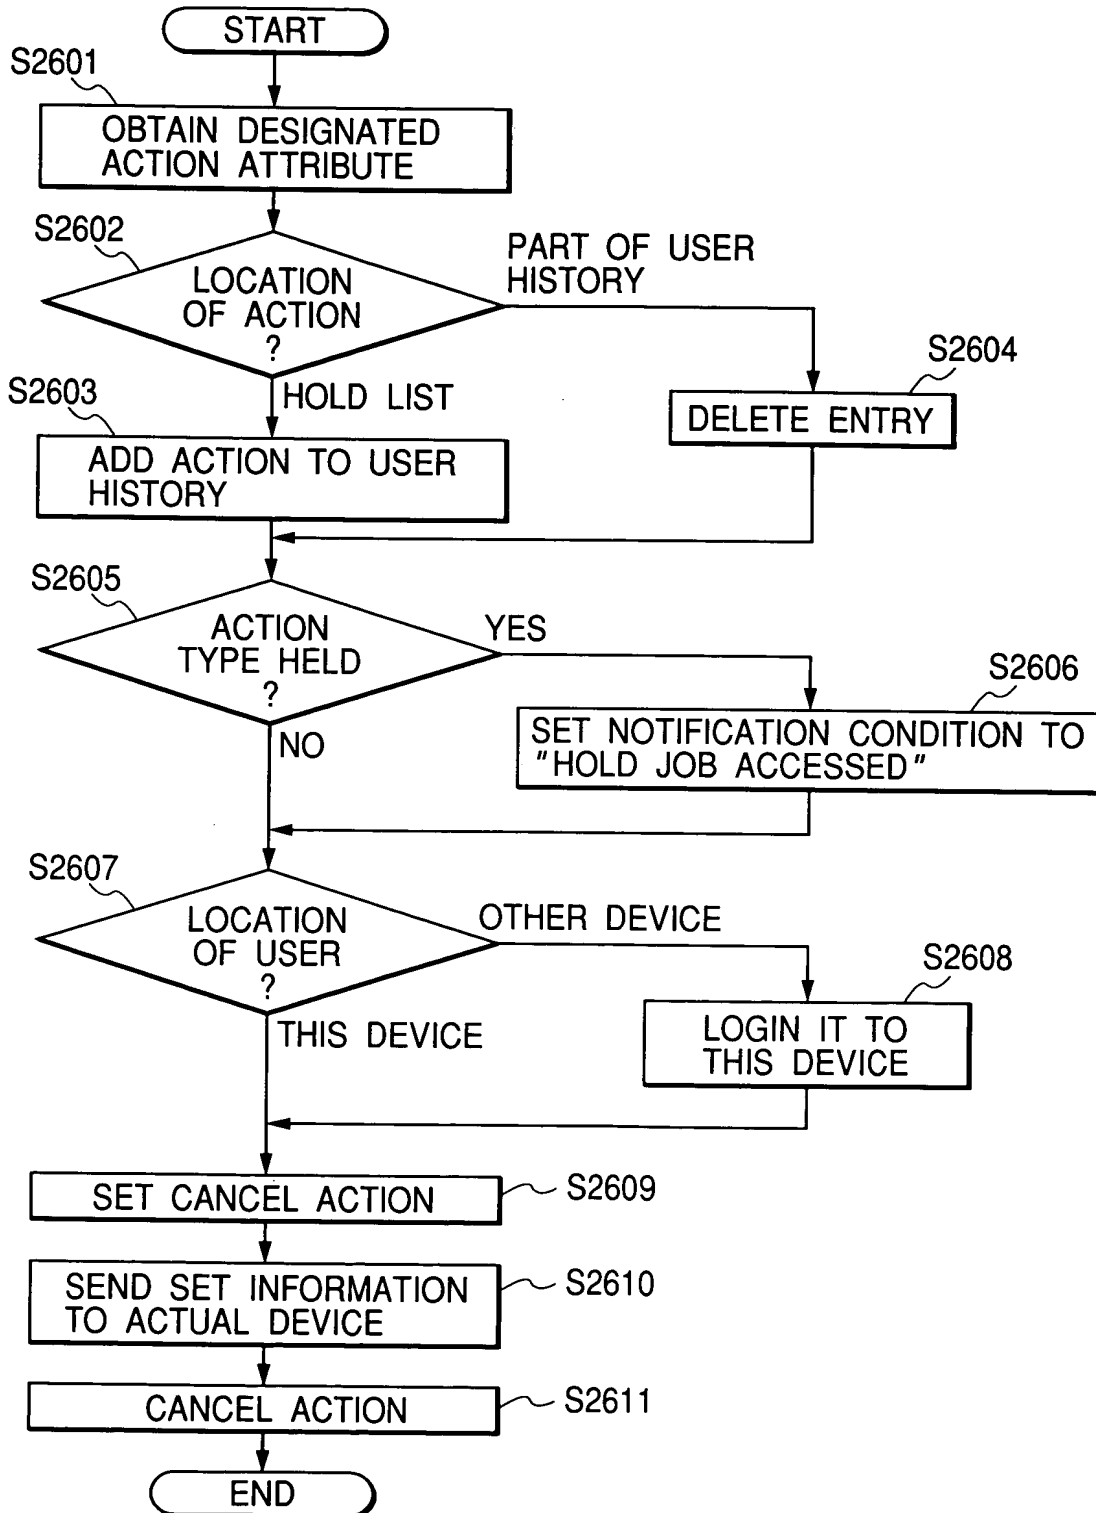 START
S2601
OBTAIN DESIGNATED
ACTION ATTRIBUTE
S2602
LOCATION
OF ACTION
?
PART OF USER
HISTORY
HOLD LIST
S2603
ADD ACTION TO USER
HISTORY
S2604
DELETE ENTRY
S2605
ACTION
TYPE HELD
?
YES
NO
S2606
SET NOTIFICATION CONDITION TO
"HOLD JOB ACCESSED"
S2607
LOCATION
OF USER
?
OTHER DEVICE
THIS DEVICE
S2608
LOGIN IT TO
THIS DEVICE
SET CANCEL ACTION
S2609
SEND SET INFORMATION
TO ACTUAL DEVICE
S2610
CANCEL ACTION
S2611
END